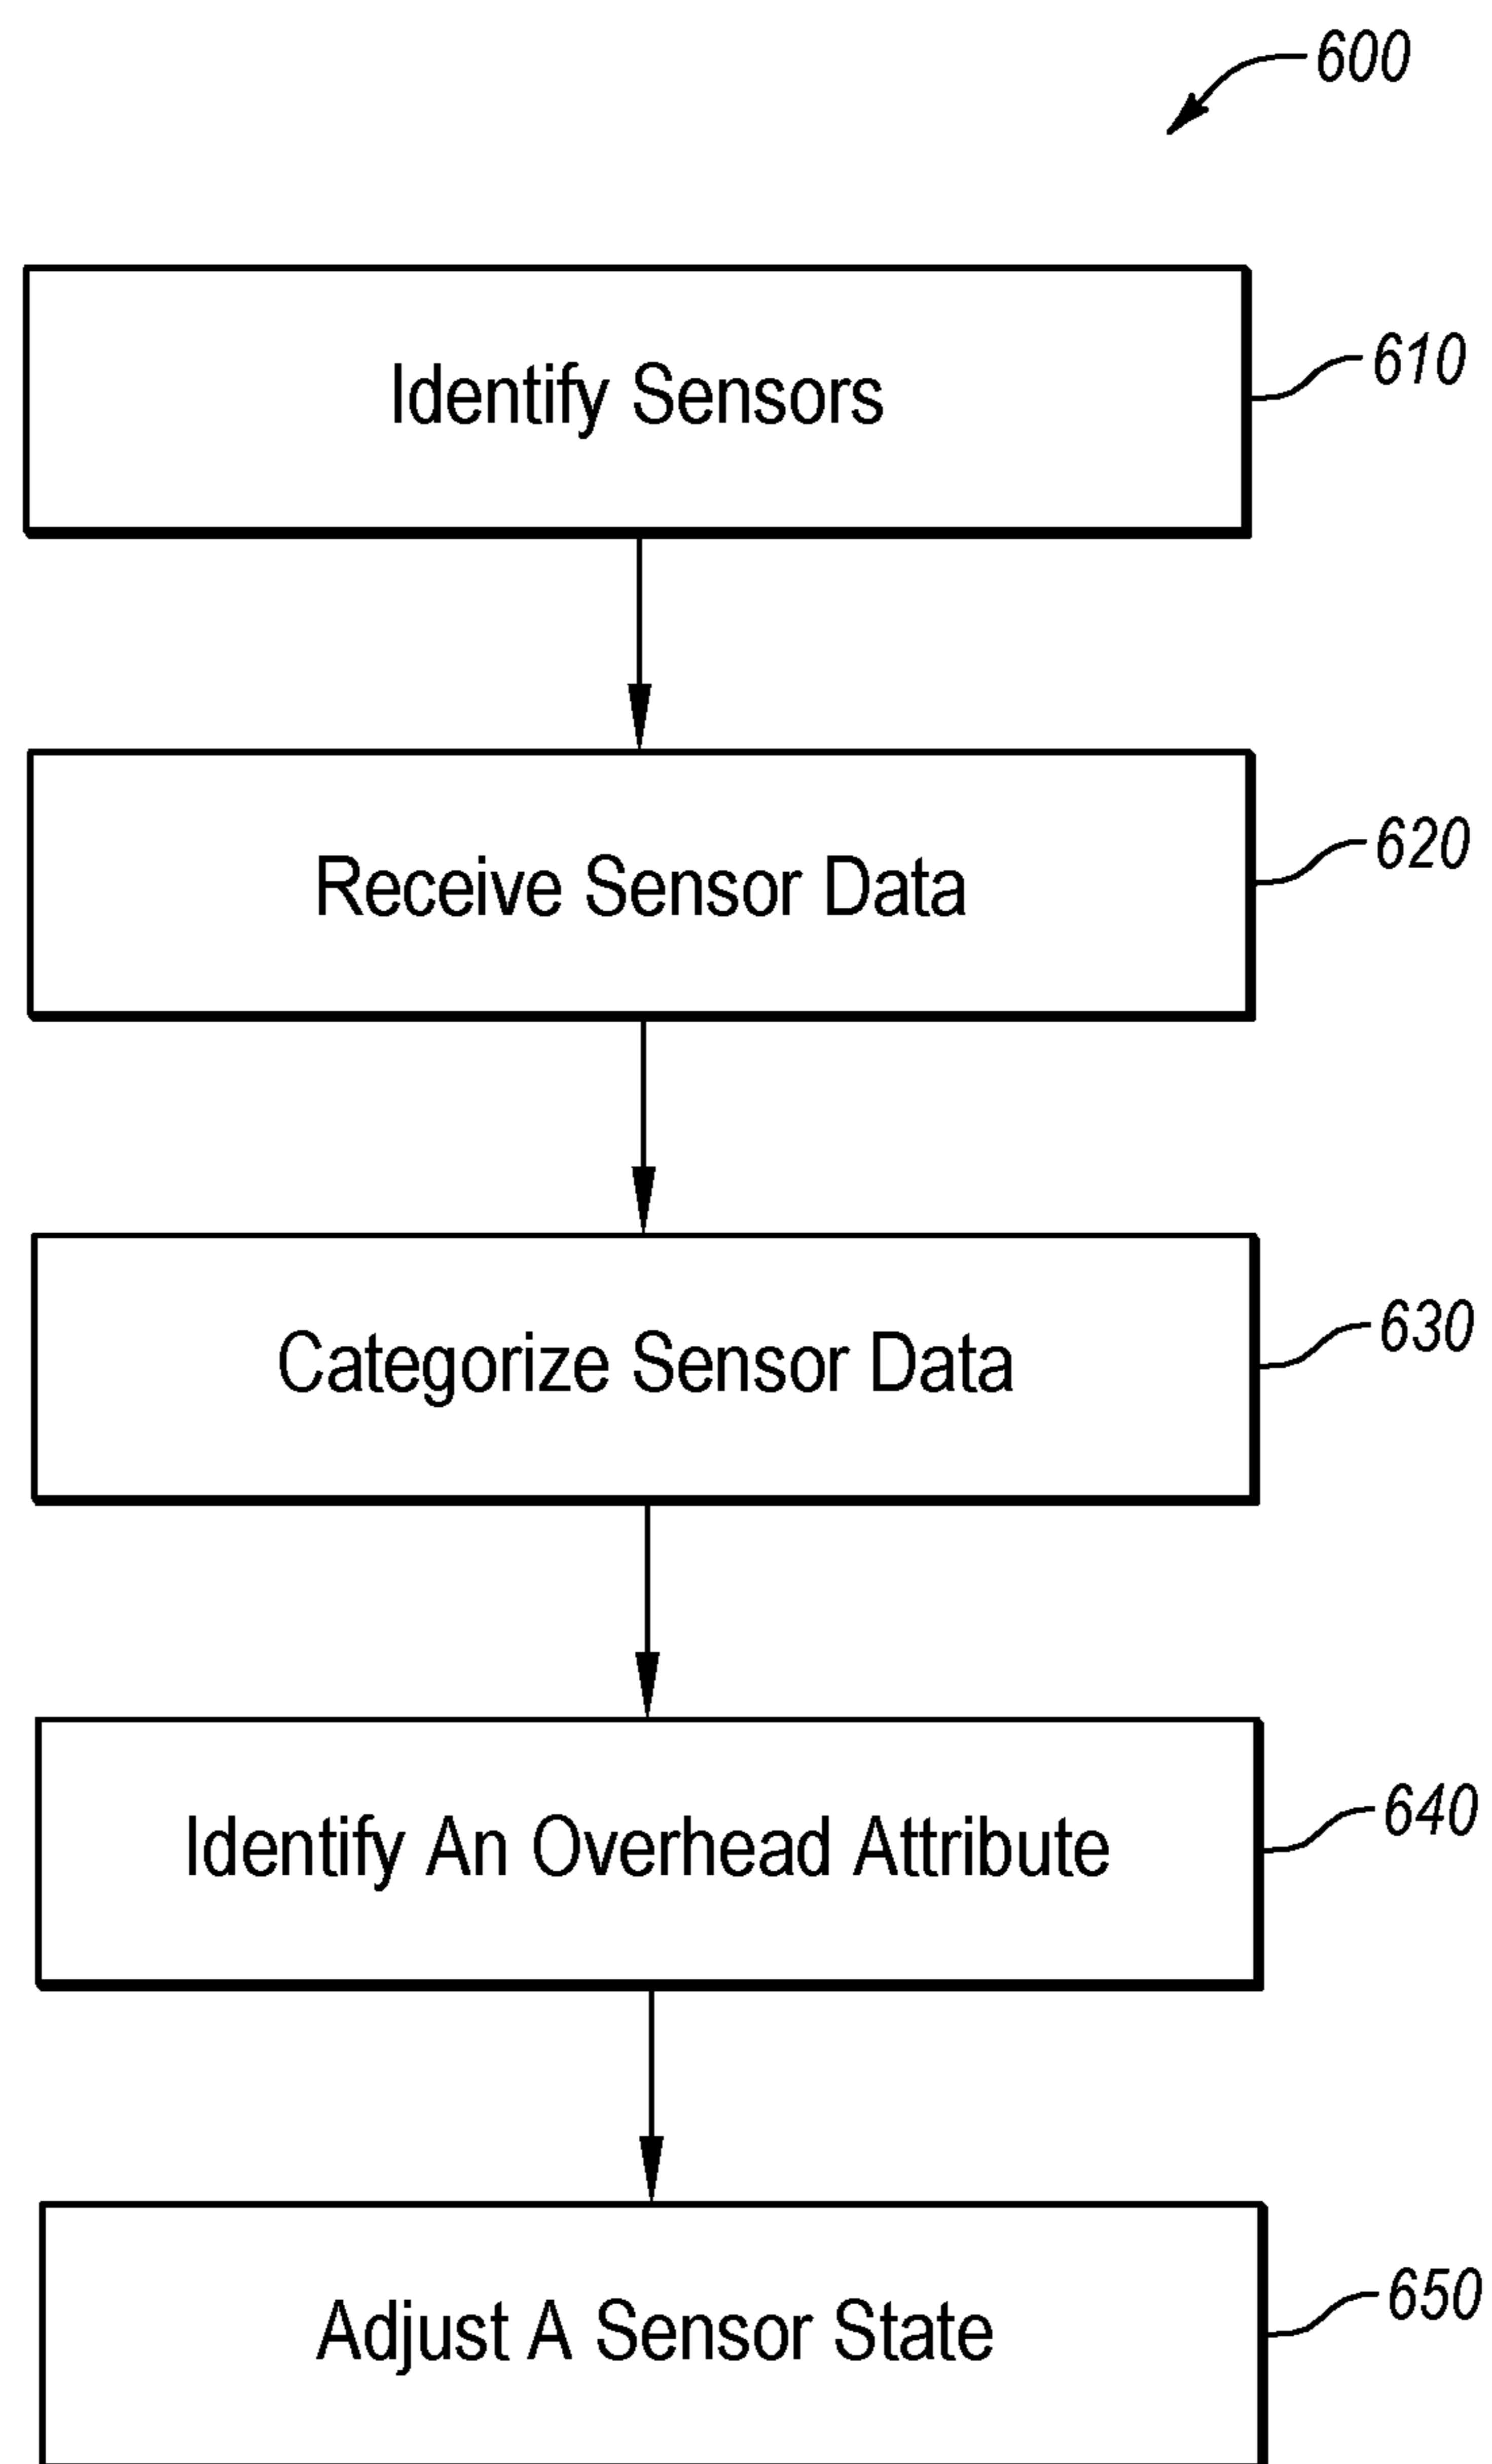 600
Identify Sensors
610
Receive Sensor Data
620
Categorize Sensor Data
630
Identify An Overhead Attribute
640
Adjust A Sensor State
650